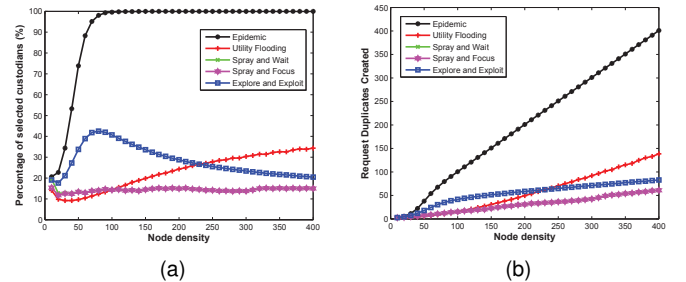 Percentage of selected custodians (%)
100
90
80
70
60
50
40
30
20
10
0
0 50 100 150 200 250 300 350 400
Node density
Epidemic
Utility Flooding
Spray and Wait
Spray and Focus
Explore and Exploit
(a)
Request Duplicates Created
450
400
350
300
250
200
150
100
50
0
0 50 100 150 200 250 300 350 400
Node density
Epidemic
Utility Flooding
Spray and Wait
Spray and Focus
Explore and Exploit
(b)